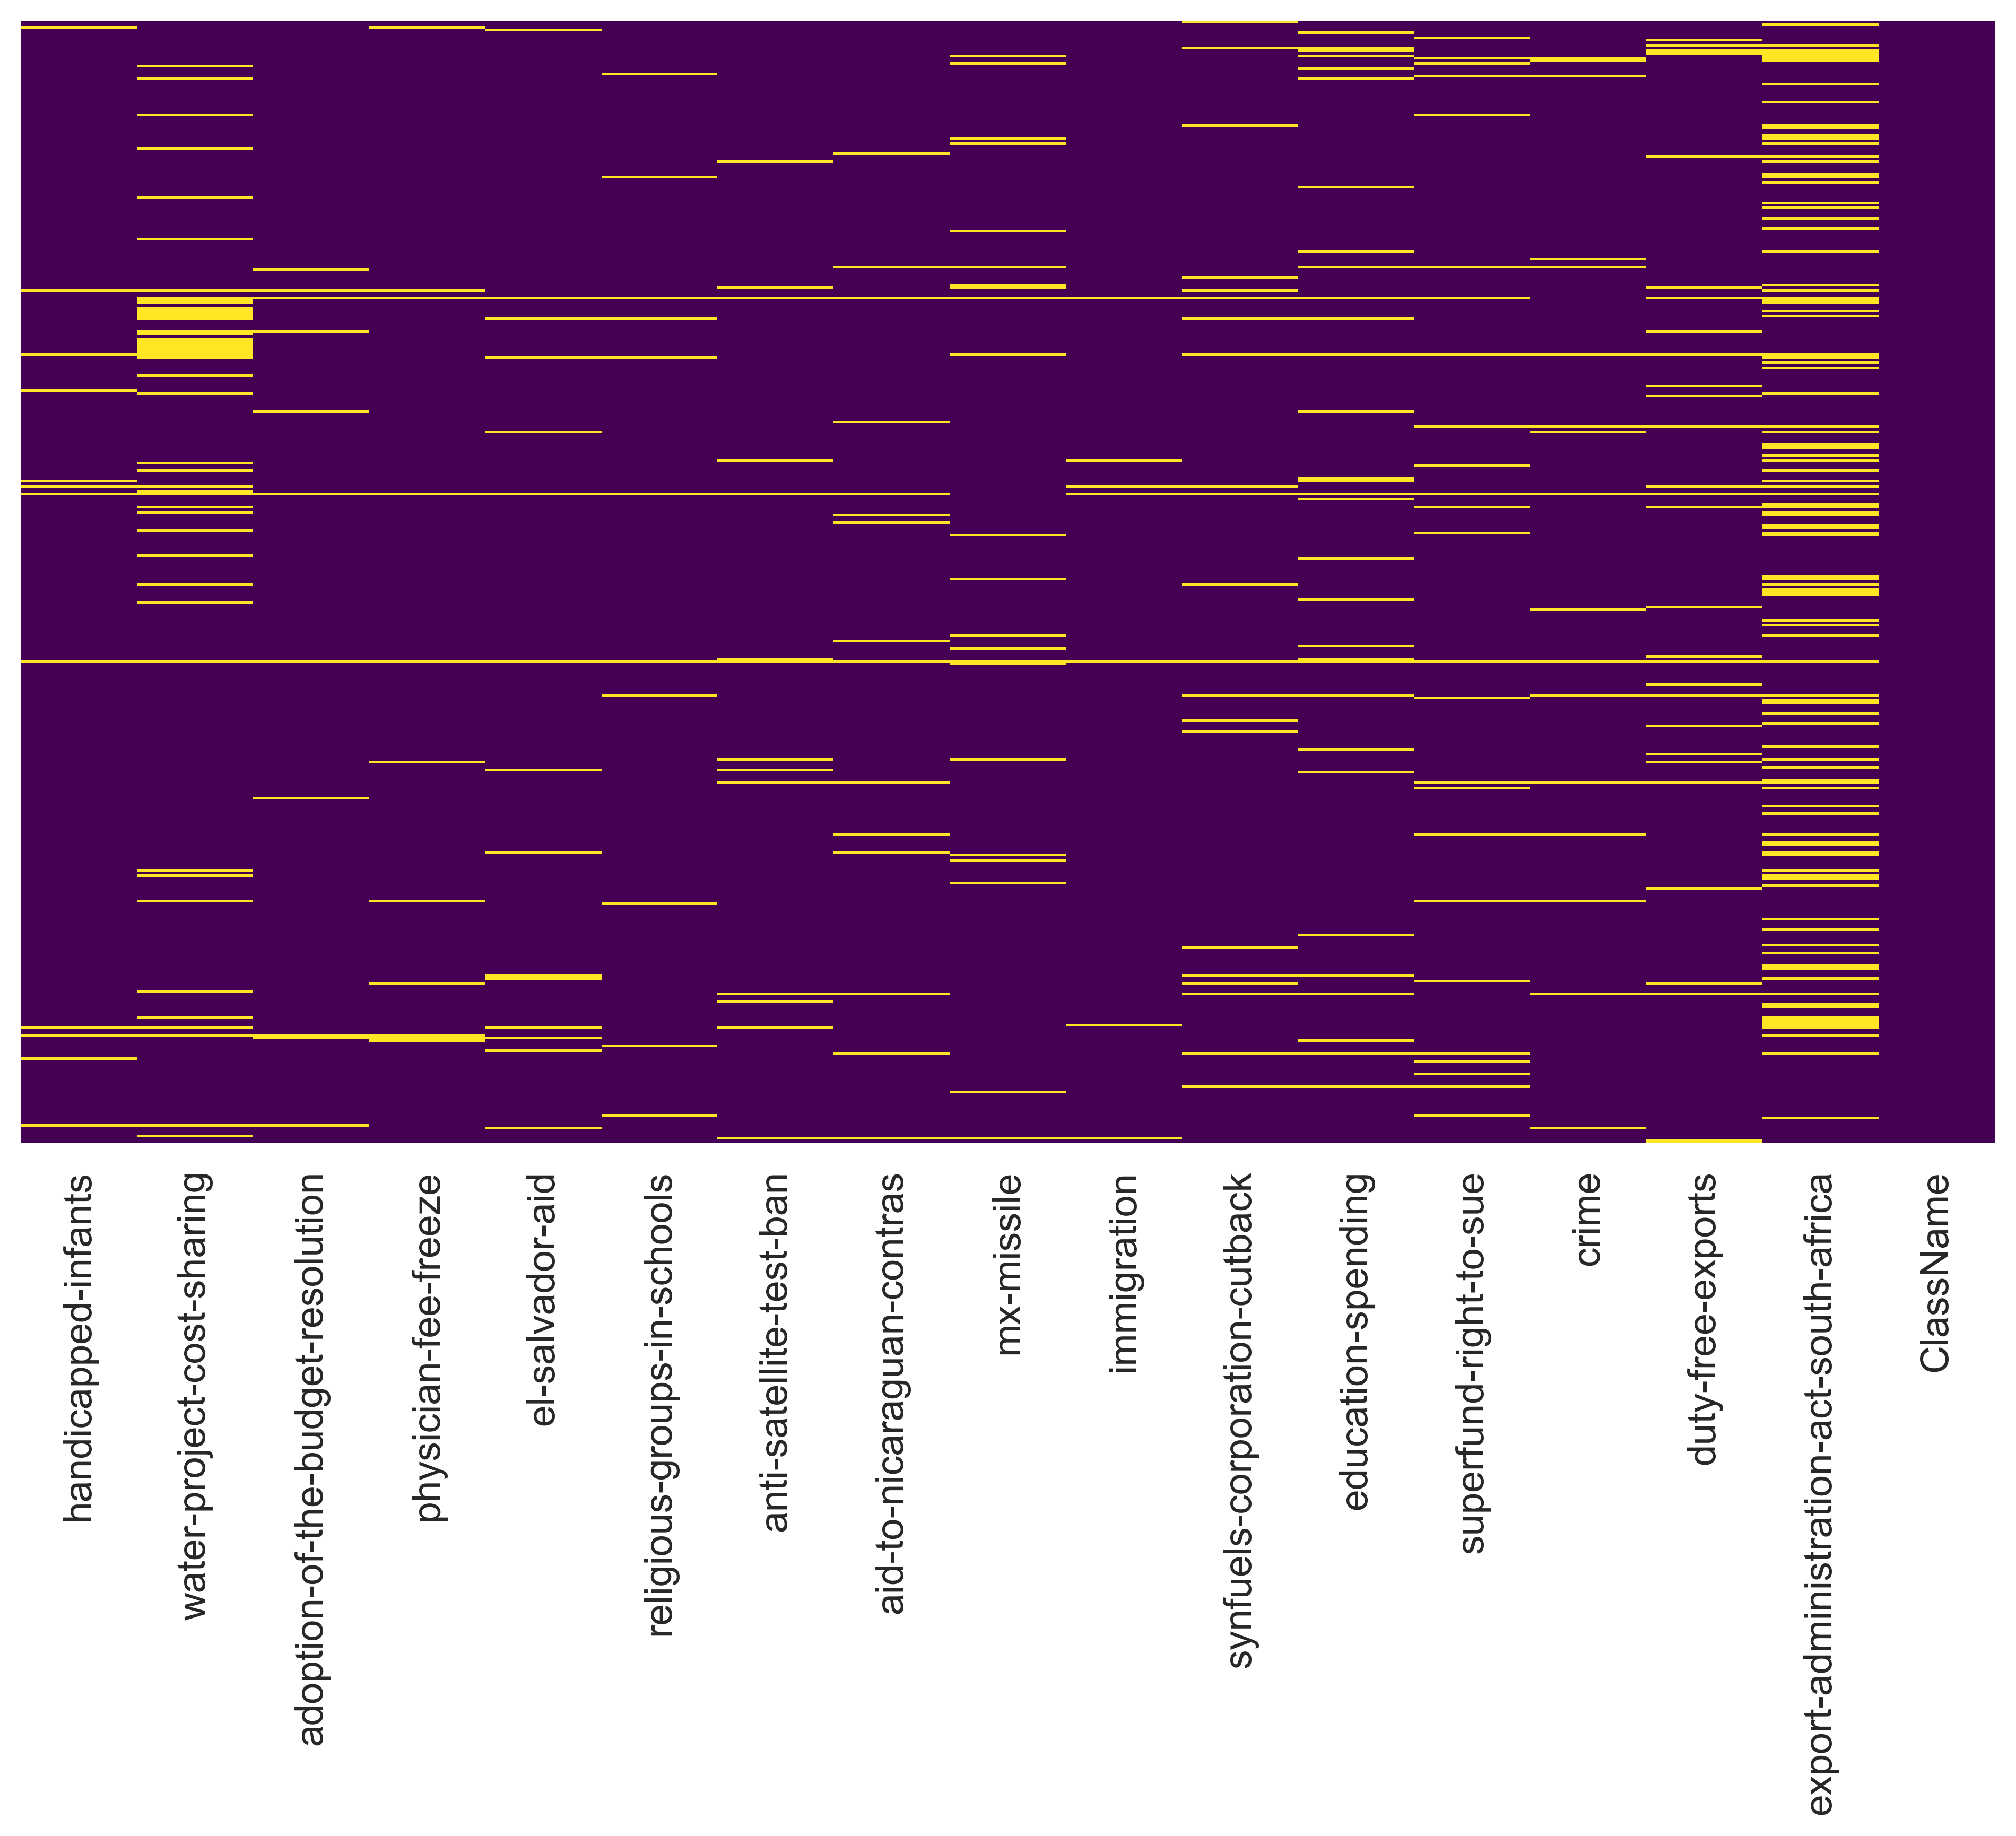 handicapped-infants
water-project-cost-sharing
adoption-of-the-budget-resolution
physician-fee-freeze
el-salvador-aid
religious-groups-in-schools
anti-satellite-test-ban
aid-to-nicaraguan-contras
mx-missile
immigration
synfuels-corporation-cutback
education-spending
superfund-right-to-sue
crime
duty-free-exports
export-administration-act-south-africa
ClassName